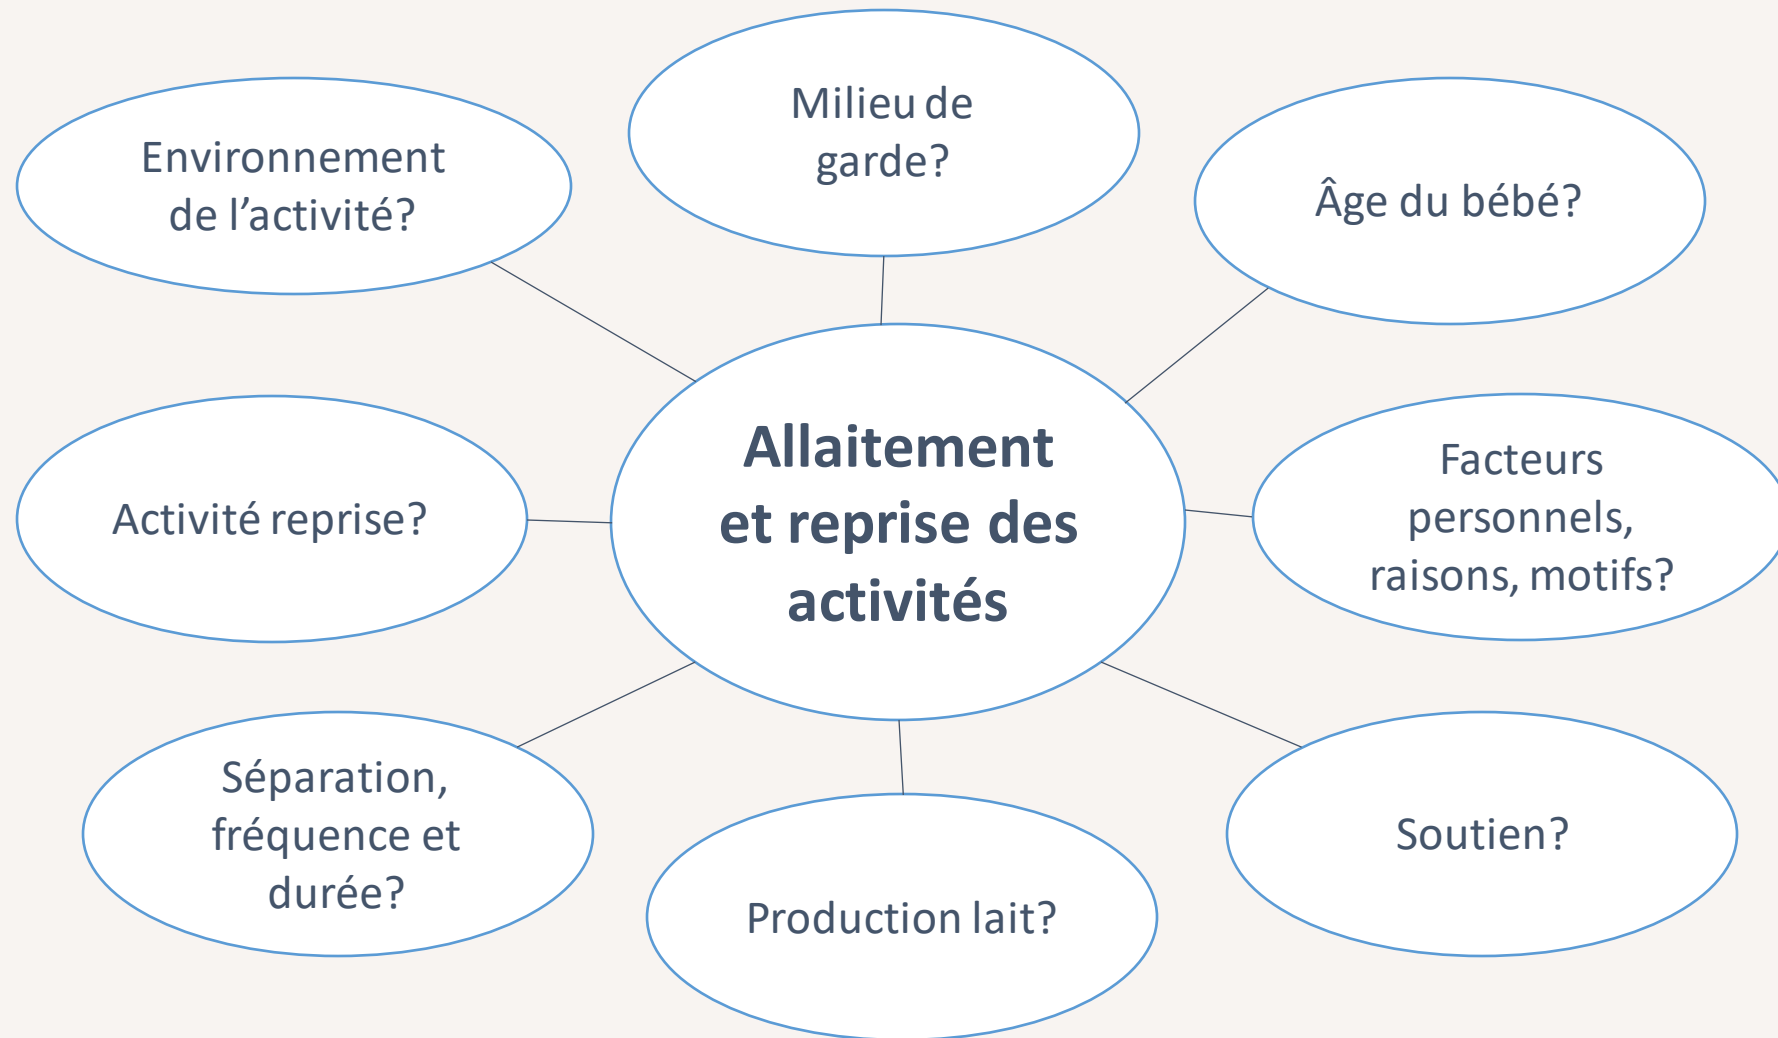 Milieu de
garde?
Environnement
de l'activité?
Âge du bébé?
Allaitement
et reprise des
activités
Activité reprise?
Facteurs
personnels,
raisons, motifs?
Séparation,
fréquence et
durée?
Production lait?
Soutien?